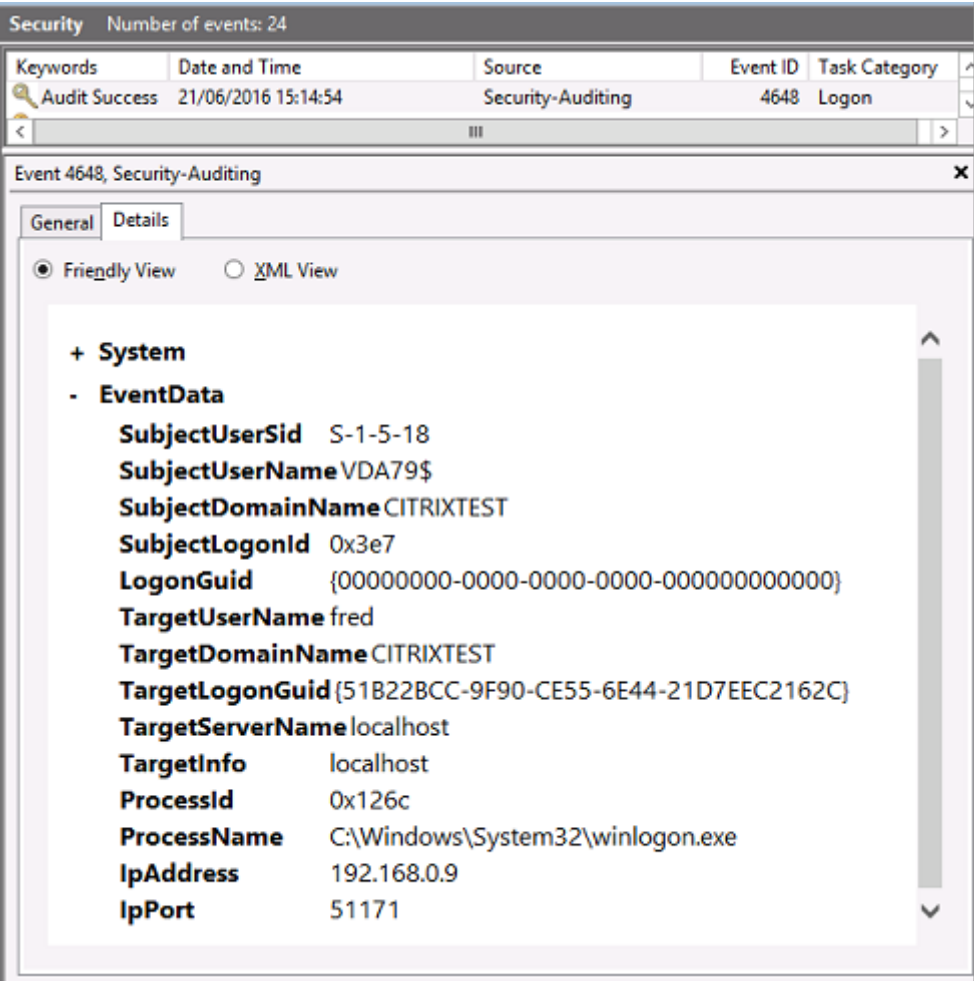 Security Number of events: 24
Keywords Date and Time Source Event ID Task Category
Audit Success 21/06/2016 15:14:54 Security-Auditing 4648 Logon
Event 4648, Security-Auditing
General Details
Friendly View XML View
+ System
- EventData
SubjectUserSid S-1-5-18
SubjectUserName VDA79$
SubjectDomainName CITRIXTEST
SubjectLogonId 0x3e7
LogonGuid {00000000-0000-0000-0000-000000000000}
TargetUserName fred
TargetDomainName CITRIXTEST
TargetLogonGuid {51B22BCC-9F90-CE55-6E44-21D7EEC2162C}
TargetServerName localhost
TargetInfo localhost
ProcessId 0x126c
ProcessName C:\Windows\System32\winlogon.exe
IpAddress 192.168.0.9
IpPort 51171